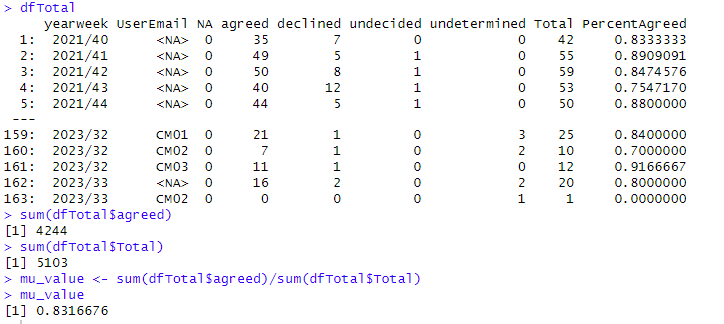 > dfTotal
yearweek UserEmail NA agreed declined undecided undetermined Total PercentAgreed
1: 2021/40 <NA> 0 35 7 0 0 42 0.8333333
2: 2021/41 <NA> 0 49 5 1 0 55 0.8909091
3: 2021/42 <NA> 0 50 8 1 0 59 0.8474576
4: 2021/43 <NA> 0 40 12 1 0 53 0.7547170
5: 2021/44 <NA> 0 44 5 1 0 50 0.8800000
---
159: 2023/32 CM01 0 21 1 0 3 25 0.8400000
160: 2023/32 CM02 0 7 1 0 2 10 0.7000000
161: 2023/32 CM03 0 11 1 0 0 12 0.9166667
162: 2023/33 <NA> 0 16 2 0 2 20 0.8000000
163: 2023/33 CM02 0 0 0 0 1 1 0.0000000
> sum(dfTotal$agreed)
[1] 4244
> sum(dfTotal$Total)
[1] 5103
> mu_value <- sum(dfTotal$agreed)/sum(dfTotal$Total)
> mu_value
[1] 0.8316676